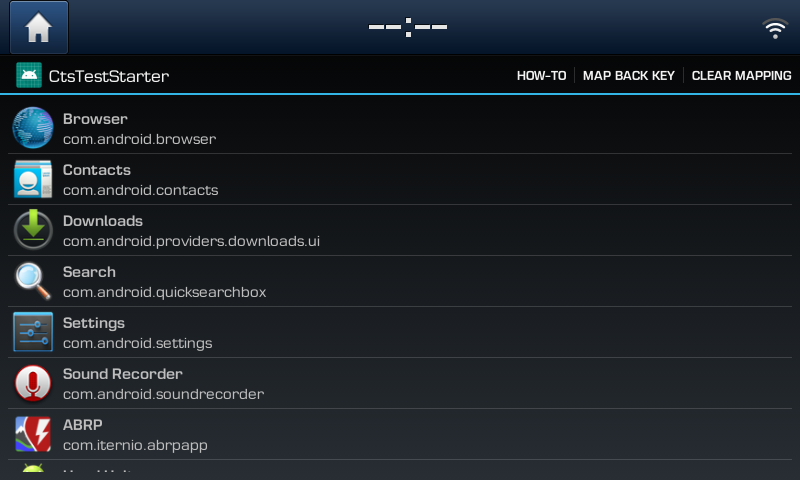 --:--
CtsTestStarter
HOW-TO
MAP BACK KEY
CLEAR MAPPING
Browser
com.android.browser
Contacts
com.android.contacts
Downloads
com.android.providers.downloads.ui
Search
com.android.quicksearchbox
Settings
com.android.settings
Sound Recorder
com.android.soundrecorder
ABRP
com.iternio.abrpapp